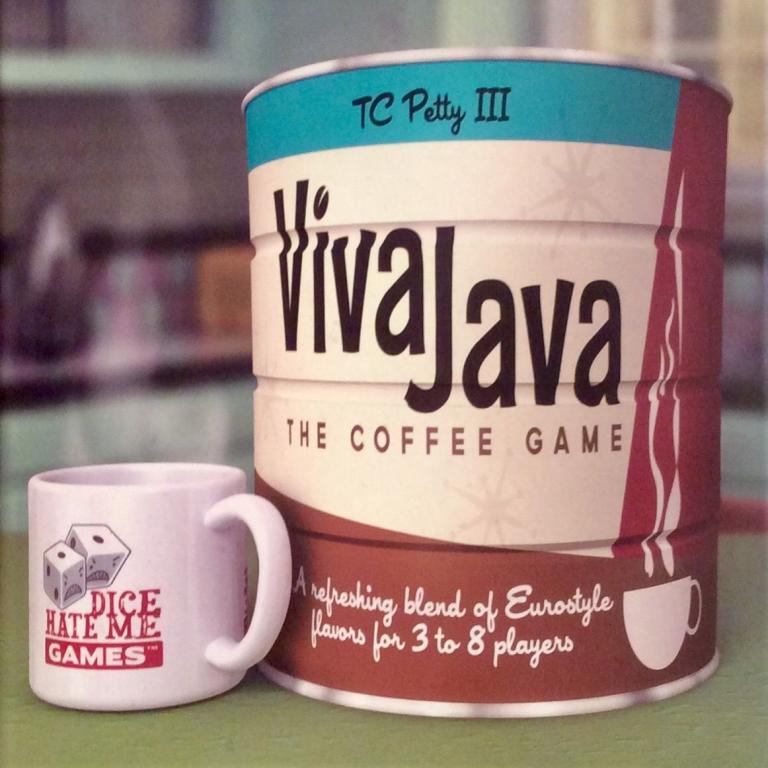 TC Petty III
VivaJava
THE COFFEE GAME
A refreshing blend of Eurostyle
flavors for 3 to 8 players
DICE
HATE ME
GAMES™